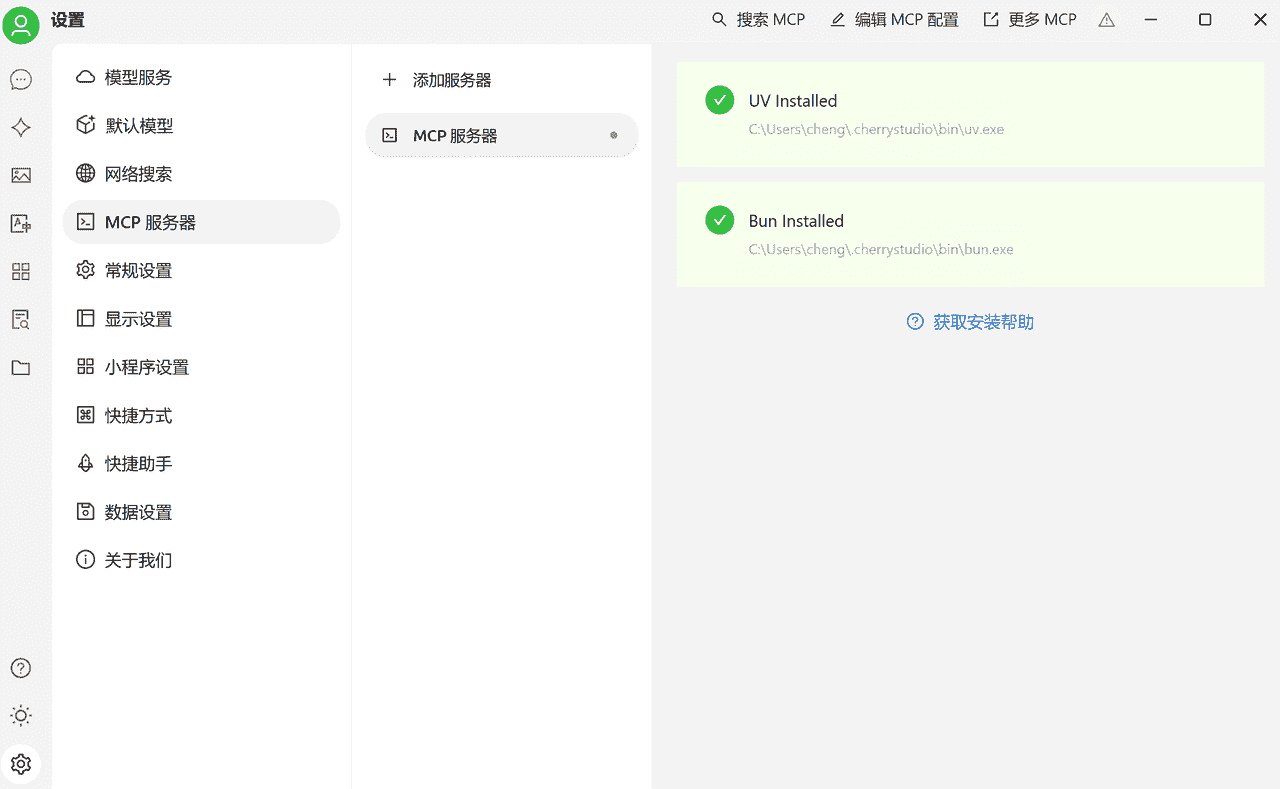 设置
搜索 MCP
编辑 MCP 配置
更多 MCP
模型服务
默认模型
网络搜索
MCP 服务器
常规设置
显示设置
小程序设置
快捷方式
快捷助手
数据设置
关于我们
添加服务器
MCP 服务器
UV Installed
C:\Users\cheng\.cherrystudio\bin\uv.exe
Bun Installed
C:\Users\cheng\.cherrystudio\bin\bun.exe
获取安装帮助